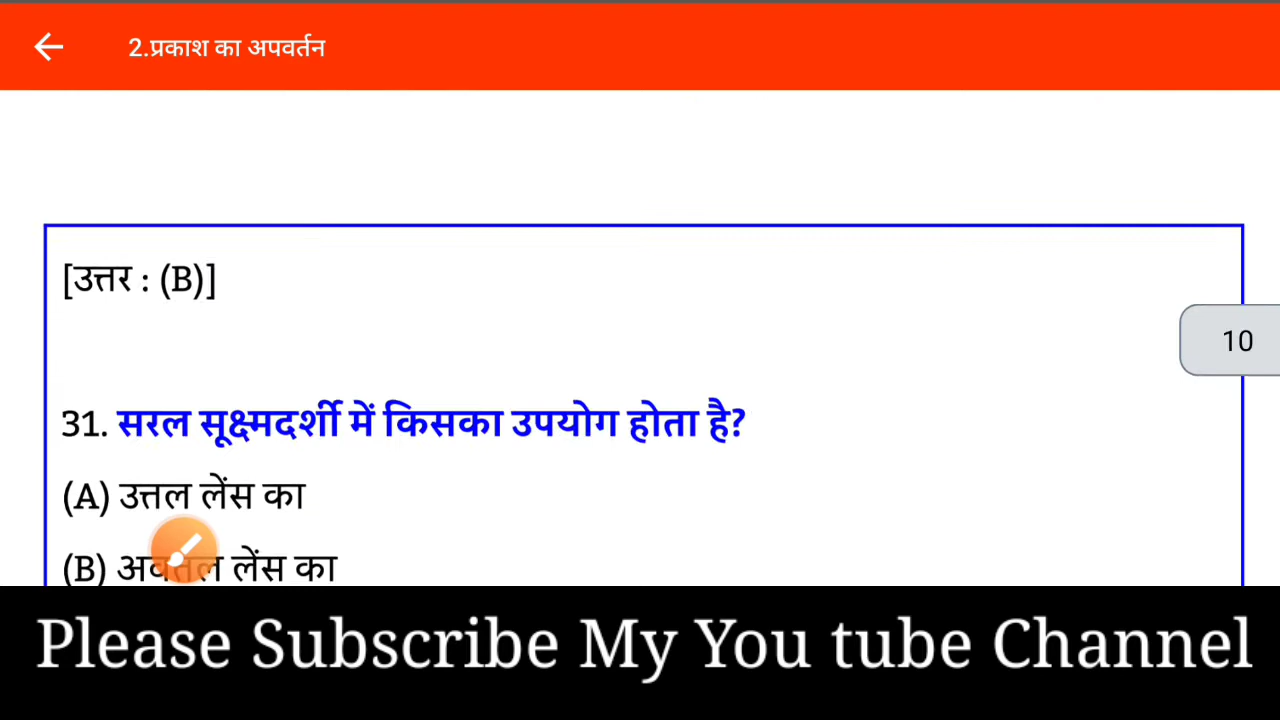 2.प्रकाश का अपवर्तन
[उत्तर : (B)]
10
31. सरल सूक्ष्मदर्शी में किसका उपयोग होता है?
(A) उत्तल लेंस का
(B) अवतल लेंस का
Please Subscribe My You tube Channel